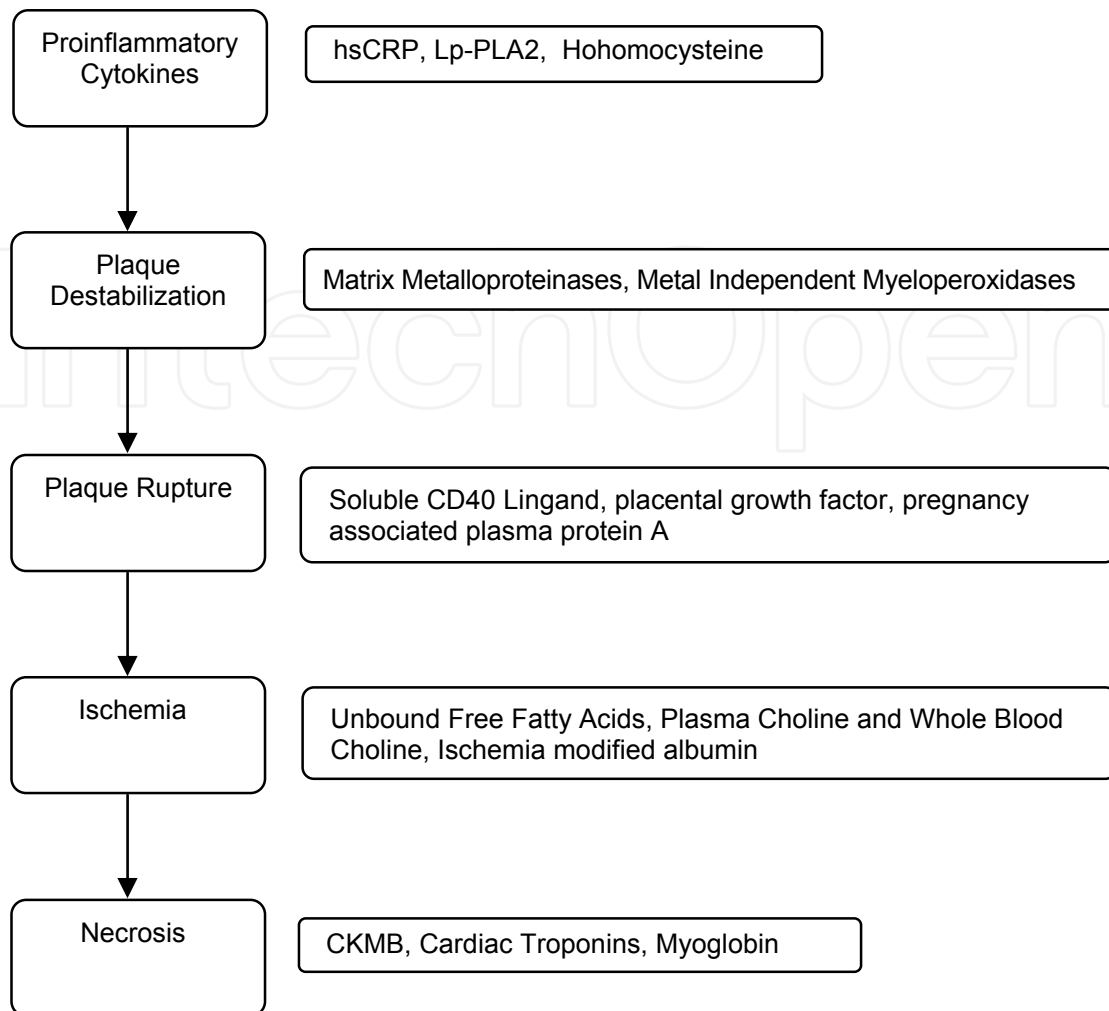 Proinflammatory
Cytokines
hsCRP, Lp-PLA2, Hohomocysteine
Plaque
Destabilization
Matrix Metalloproteinases, Metal Independent Myeloperoxidases
IntechOpen
Plaque Rupture
Soluble CD40 Lingand, placental growth factor, pregnancy
associated plasma protein A
Ischemia
Unbound Free Fatty Acids, Plasma Choline and Whole Blood
Choline, Ischemia modified albumin
Necrosis
CKMB, Cardiac Troponins, Myoglobin